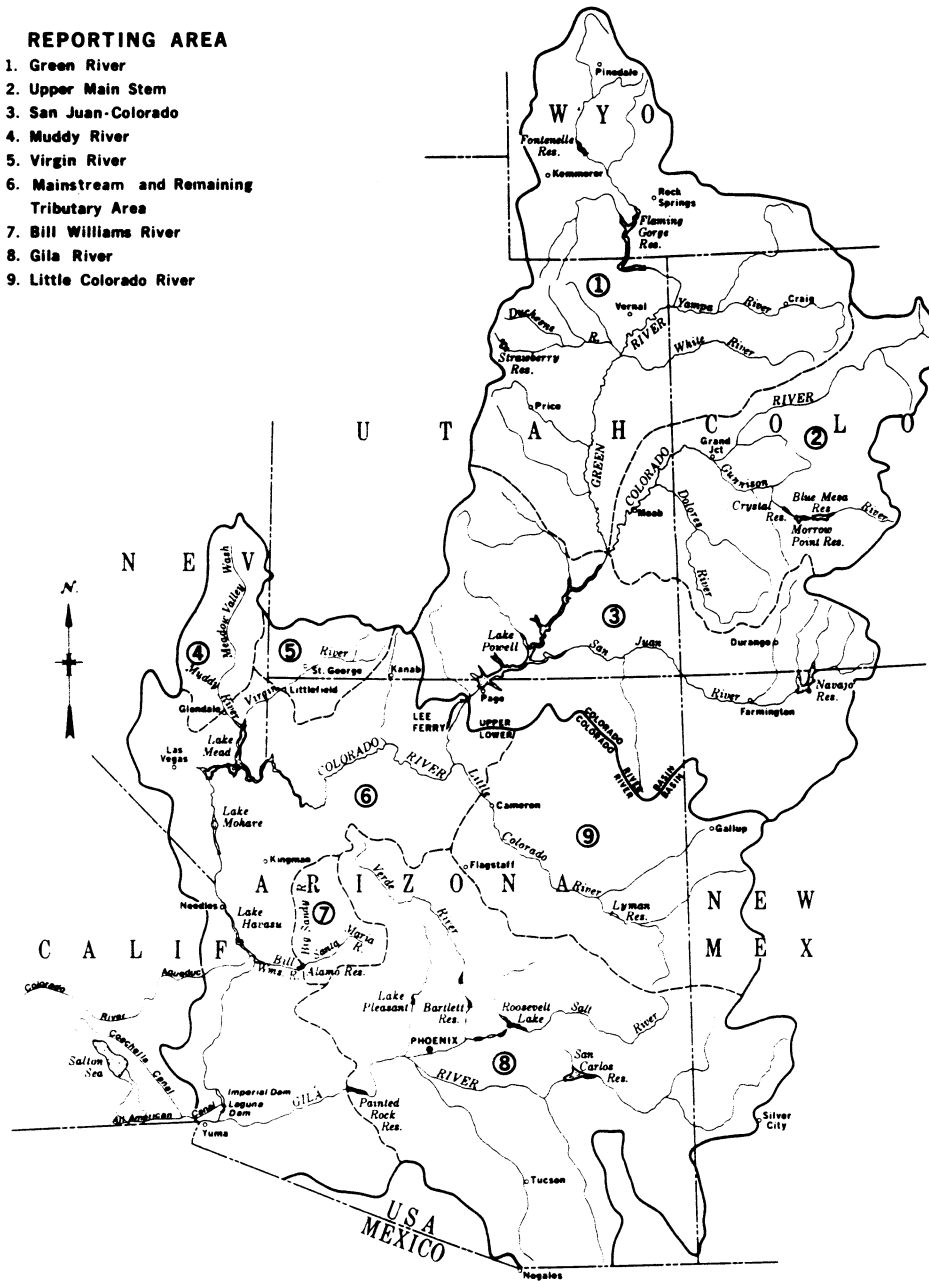 REPORTING AREA
1. Green River
2. Upper Main Stem
3. San Juan-Colorado
4. Muddy River
5. Virgin River
6. Mainstream and Remaining
Tributary Area
7. Bill Williams River
8. Gila River
9. Little Colorado River
Pinedale
W Y O
Fontenelle
Res.
Kemmerer
Rock
Springs
Flaming
Gorge
Res.
1
Vernal
Yampa River
Craig
Duchesne R.
RIVER
White River
Strawberry
Res.
Price
RIVER
U T A H
C O L O
2
Grand
Jct
GREEN
COLORADO
Gunnison
Moab
Dolores
River
Crystal
Res.
Blue Mesa
Res
River
Morrow
Point Res.
N E V
N.
Meadow Valley Wash
3
Lake
Powell
San Juan
River
Durango
Navajo
Res.
Farmington
4
5
River
St. George
Kanab
Muddy
River
Virgin
Littlefield
Glendale
Page
LEE
FERRY
UPPER
LOWER
COLORADO
COLORADO
RIVER
RIVER
BASIN
BASIN
Las
Vegas
Lake
Mead
COLORADO RIVER
Little
Colorado
River
6
Cameron
Lake
Mohave
9
Gallup
Kingman
Flagstaff
A R I Z O N A
Verde
River
Lyman
Res.
N E W
M E X
Needles
Lake
Havasu
Big Sandy R.
7
Santa
Maria
R.
C A L I F
Bill
Wms. R.
Alamo Res.
Colorado
River
Aqueduct
Lake
Pleasant
Bartlett
Res.
Roosevelt
Lake
Salt
River
PHOENIX
Coachella Canal
Salton
Sea
8
San
Carlos
Res.
RIVER
Imperial Dam
Laguna
Dam
GILA
Painted
Rock
Res.
All American Canal
Yuma
Silver
City
Tucson
USA
MEXICO
Nogales